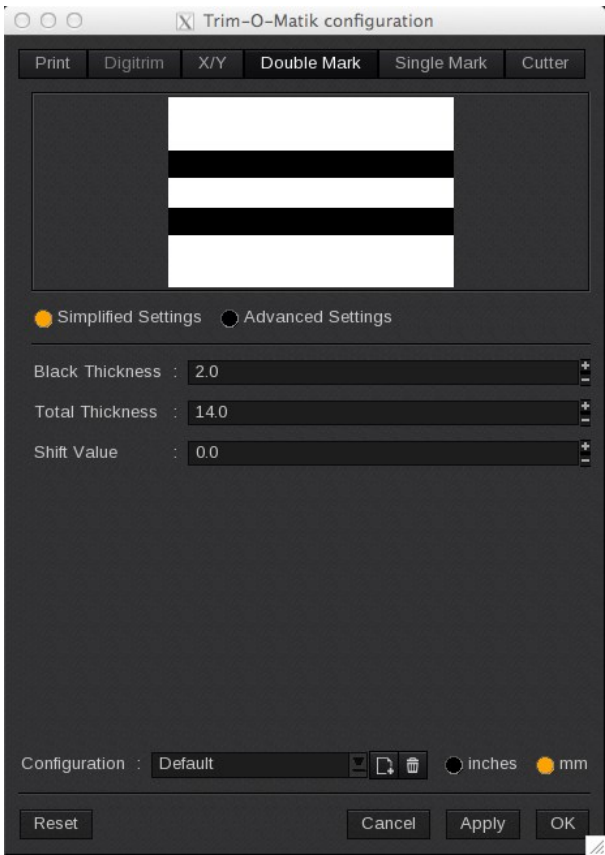 Trim-O-Matik configuration
Print Digitrim X/Y Double Mark Single Mark Cutter
Simplified Settings Advanced Settings
Black Thickness : 2.0
Total Thickness : 14.0
Shift Value : 0.0
Configuration : Default inches mm
Reset Cancel Apply OK